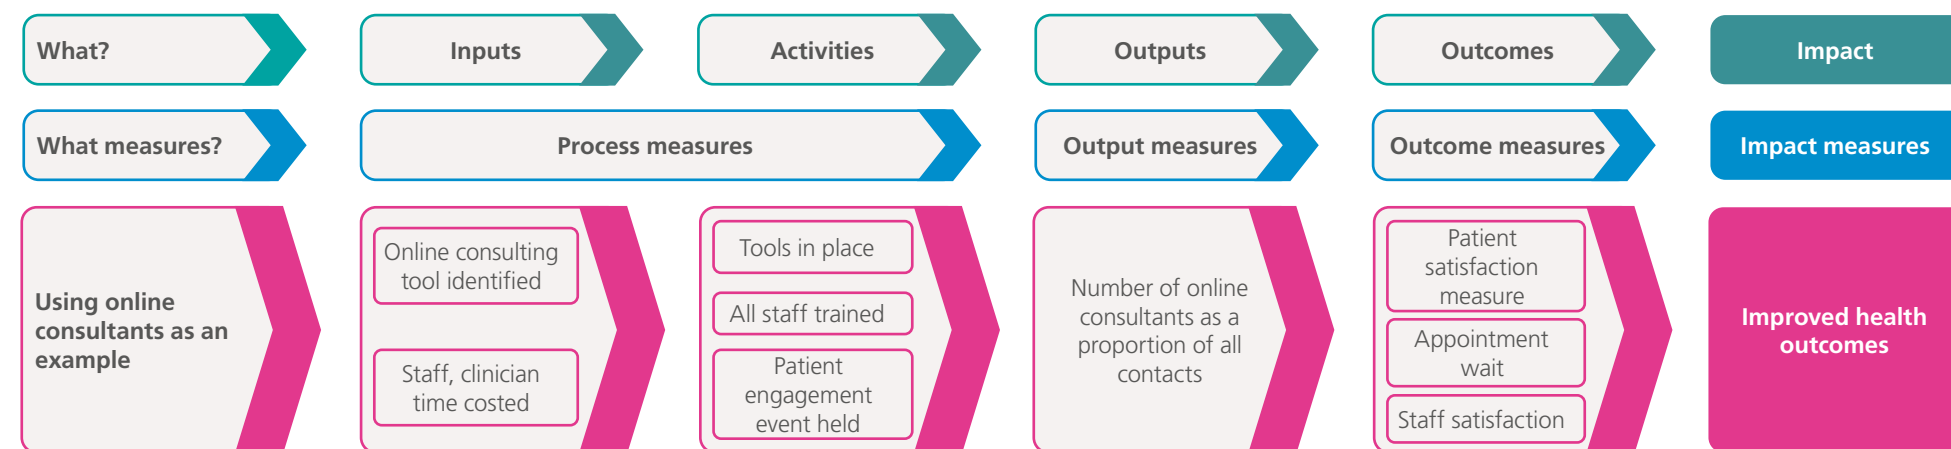 What?
Inputs
Activities
Outputs
Outcomes
Impact
What measures?
Process measures
Output measures
Outcome measures
Impact measures
Using online
consultants as an
example
Online consulting
tool identified
Staff, clinician
time costed
Tools in place
All staff trained
Patient
engagement
event held
Number of online
consultants as a
proportion of all
contacts
Patient
satisfaction
measure
Appointment
wait
Staff satisfaction
Improved health
outcomes